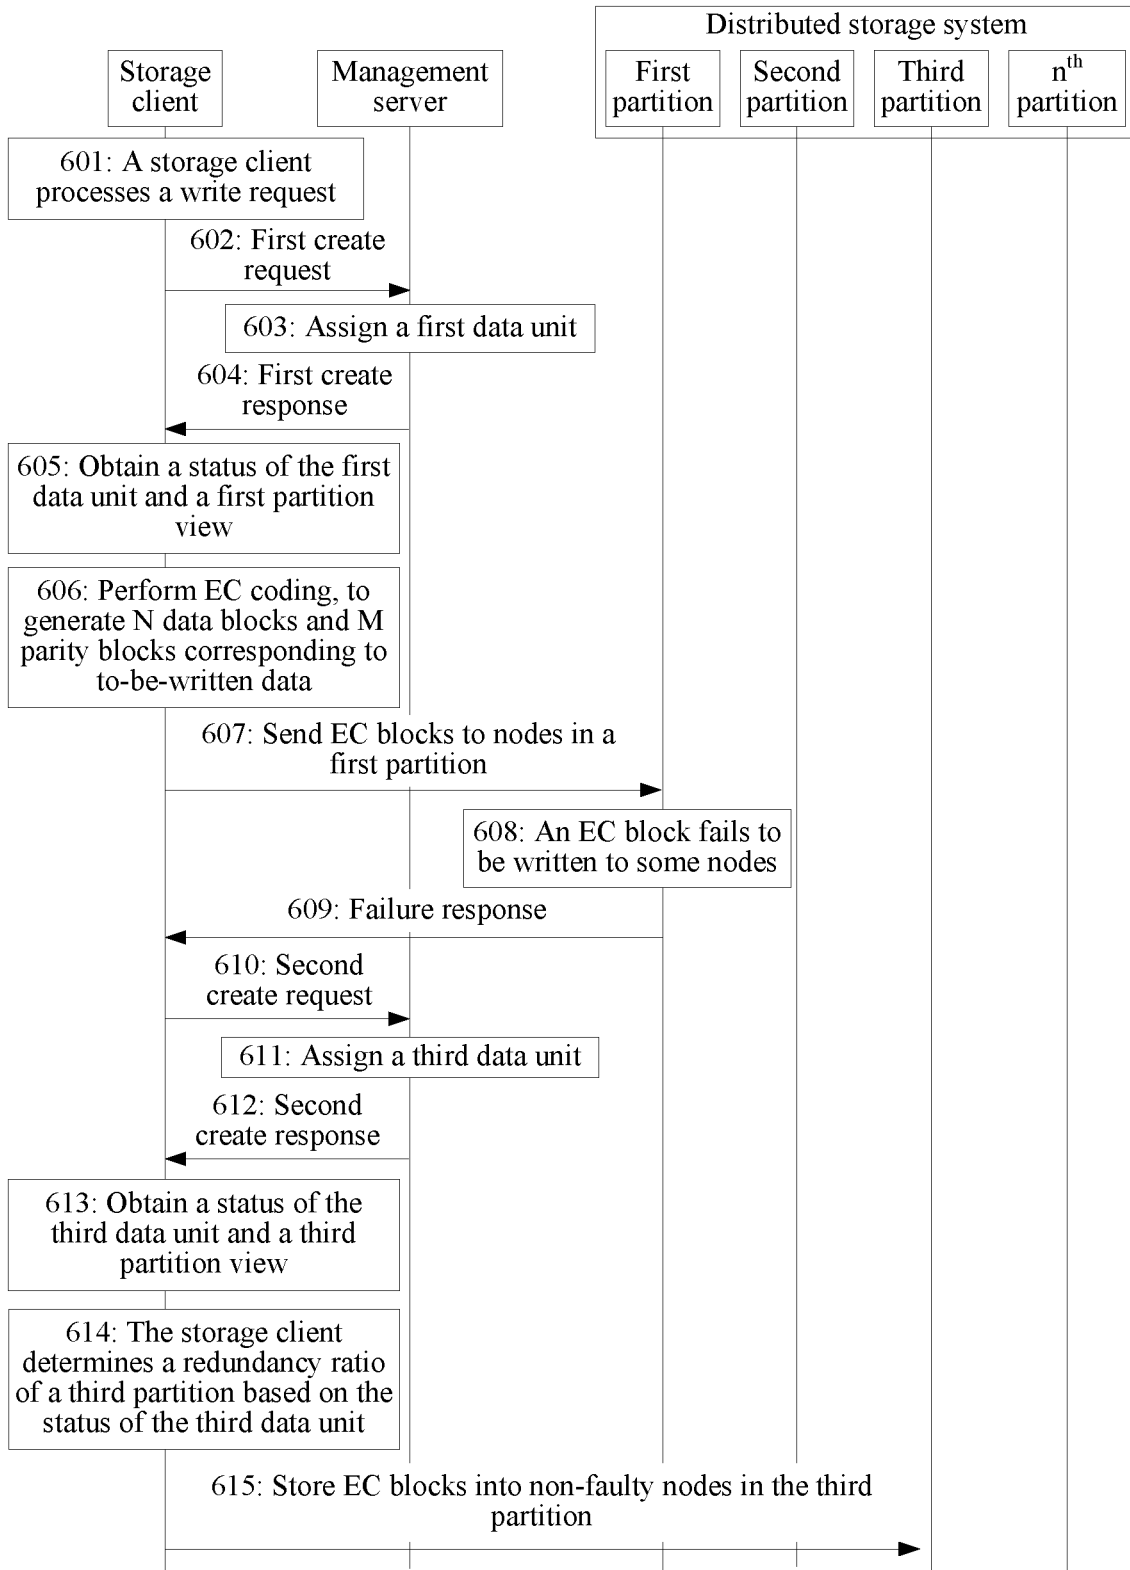 Distributed storage system
Storage
client
Management
server
First
partition
Second
partition
Third
partition
nth
partition
601: A storage client
processes a write request
602: First create
request
603: Assign a first data unit
604: First create
response
605: Obtain a status of the first
data unit and a first partition
view
606: Perform EC coding, to
generate N data blocks and M
parity blocks corresponding to
to-be-written data
607: Send EC blocks to nodes in a
first partition
608: An EC block fails to
be written to some nodes
609: Failure response
610: Second
create request
611: Assign a third data unit
612: Second
create response
613: Obtain a status of the
third data unit and a third
partition view
614: The storage client
determines a redundancy ratio
of a third partition based on the
status of the third data unit
615: Store EC blocks into non-faulty nodes in the third
partition